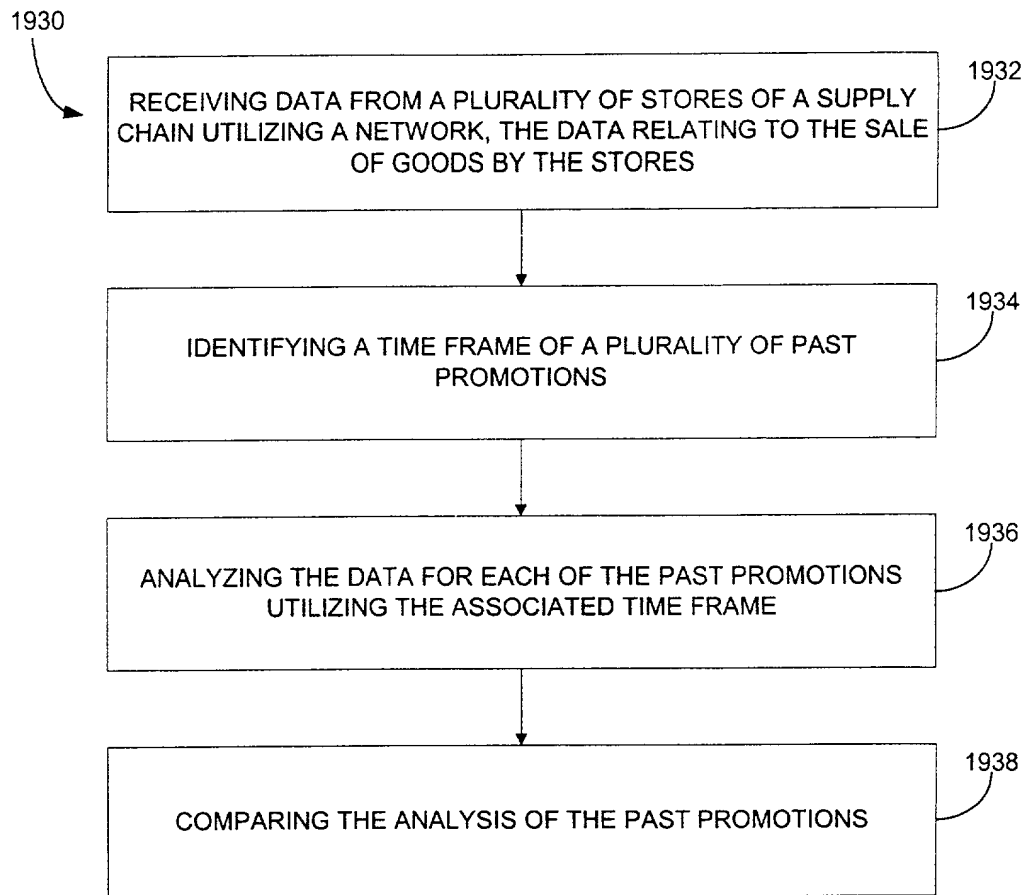 1930
1932
RECEIVING DATA FROM A PLURALITY OF STORES OF A SUPPLY
CHAIN UTILIZING A NETWORK, THE DATA RELATING TO THE SALE
OF GOODS BY THE STORES
1934
IDENTIFYING A TIME FRAME OF A PLURALITY OF PAST
PROMOTIONS
1936
ANALYZING THE DATA FOR EACH OF THE PAST PROMOTIONS
UTILIZING THE ASSOCIATED TIME FRAME
1938
COMPARING THE ANALYSIS OF THE PAST PROMOTIONS